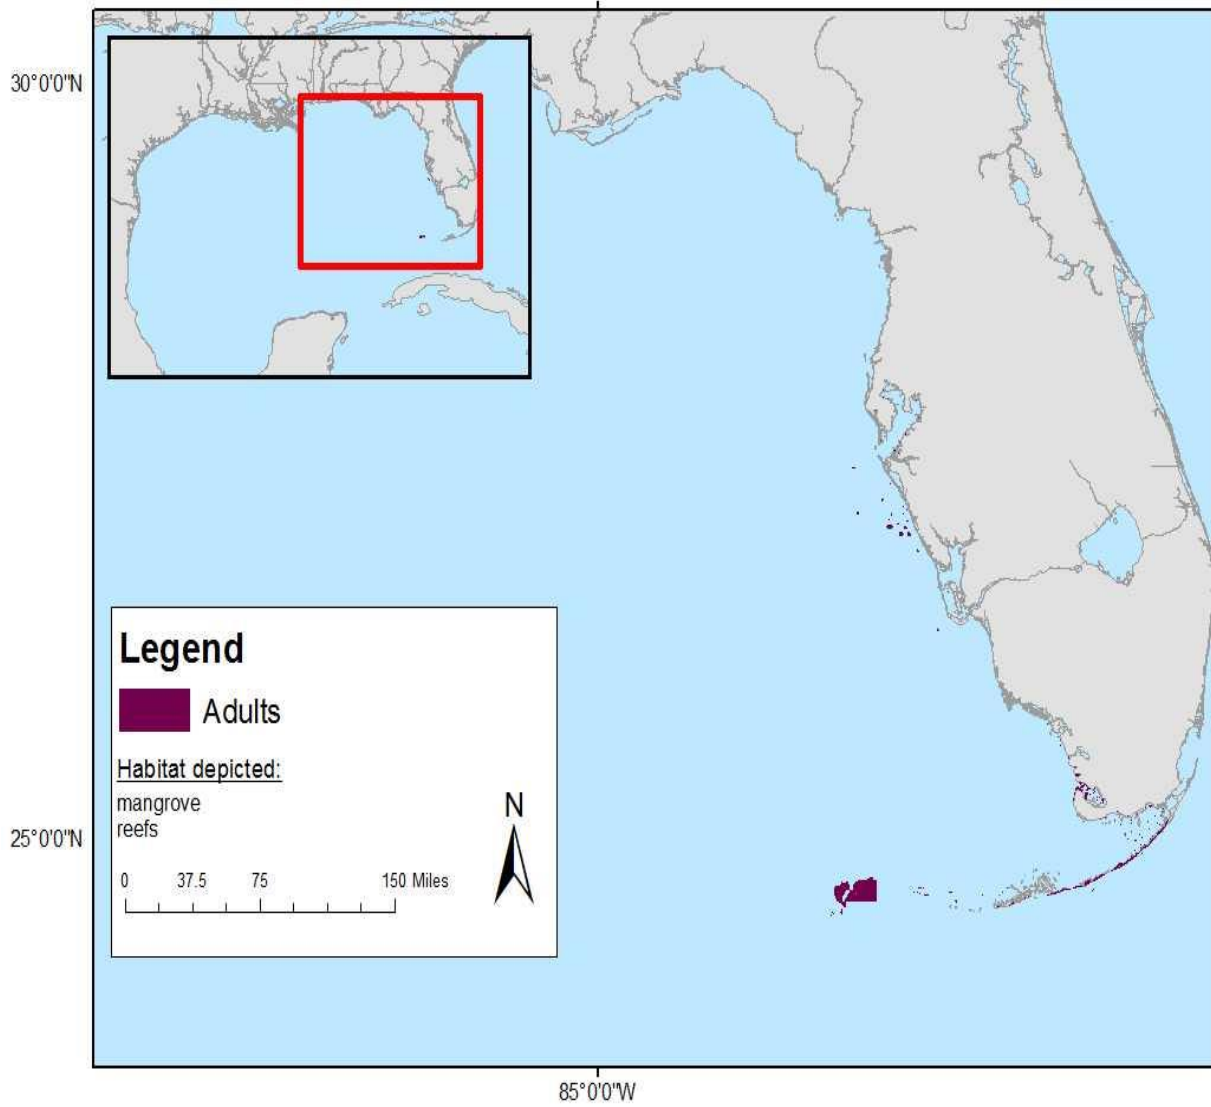 30°0'0"N
Legend
Adults
Habitat depicted:
mangrove
reefs
N
0 37.5 75 150 Miles
25°0'0"N
85°0'0"W